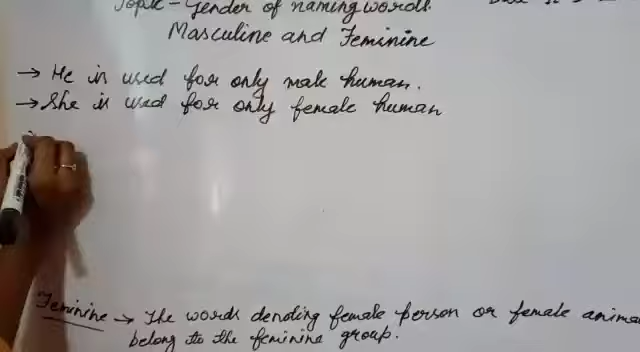 Topic - Gender of naming words.
Masculine and Feminine
→ He is used for only male human.
→ She is used for only female human
Feminine → The words denoting female person or female anima
belong to the feminine group.